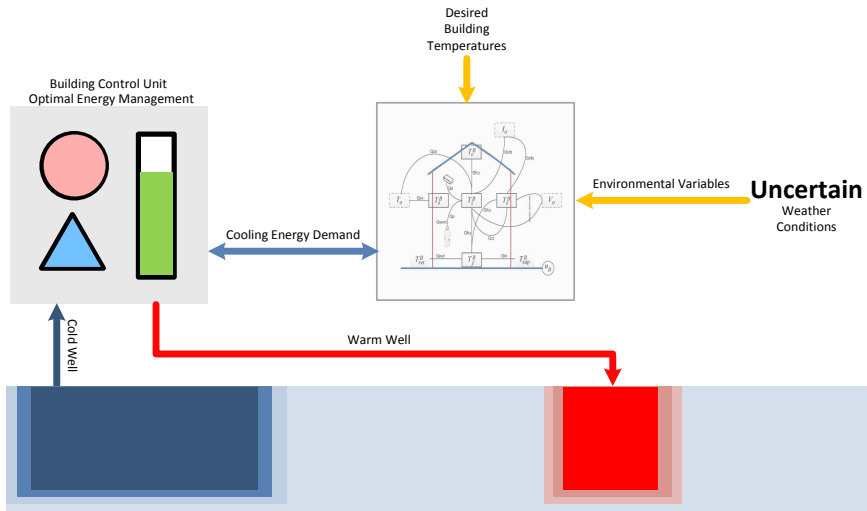 Desired
Building
Temperatures
Building Control Unit
Optimal Energy Management
Environmental Variables
Uncertain
Weather
Conditions
Cooling Energy Demand
Cold Well
Warm Well